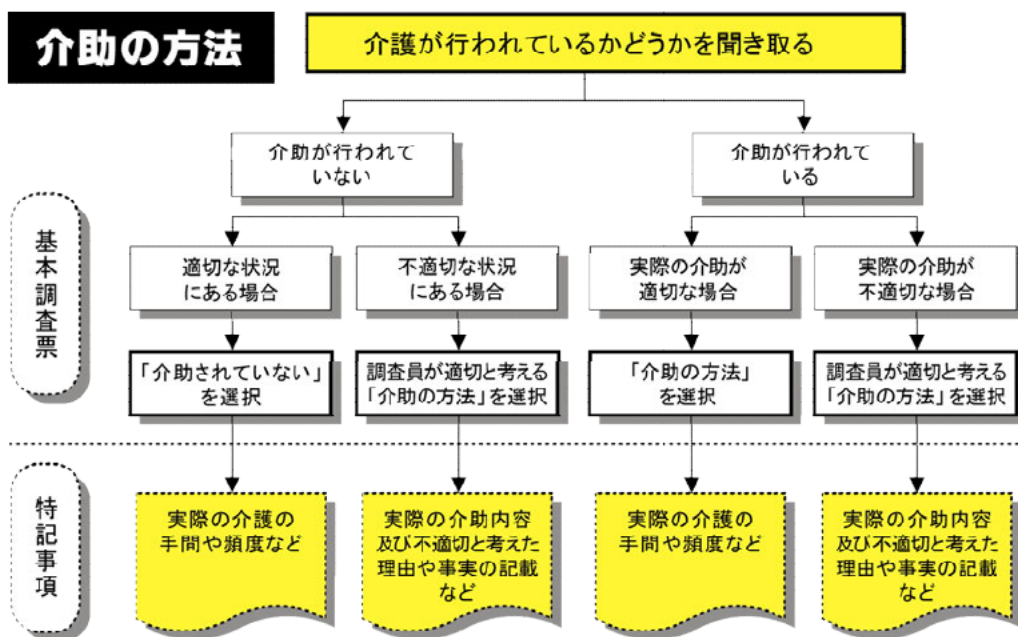 介助の方法
介護が行われているかどうかを聞き取る
介助が行われて
いない
介助が行われて
いる
基本調査票
適切な状況
にある場合
不適切な状況
にある場合
実際の介助が
適切な場合
実際の介助が
不適切な場合
「介助されていない」
を選択
調査員が適切と考える
「介助の方法」を選択
「介助の方法」
を選択
調査員が適切と考える
「介助の方法」を選択
特記事項
実際の介護の
手間や頻度など
実際の介助内容
及び不適切と考えた
理由や事実の記載
など
実際の介護の
手間や頻度など
実際の介助内容
及び不適切と考えた
理由や事実の記載
など